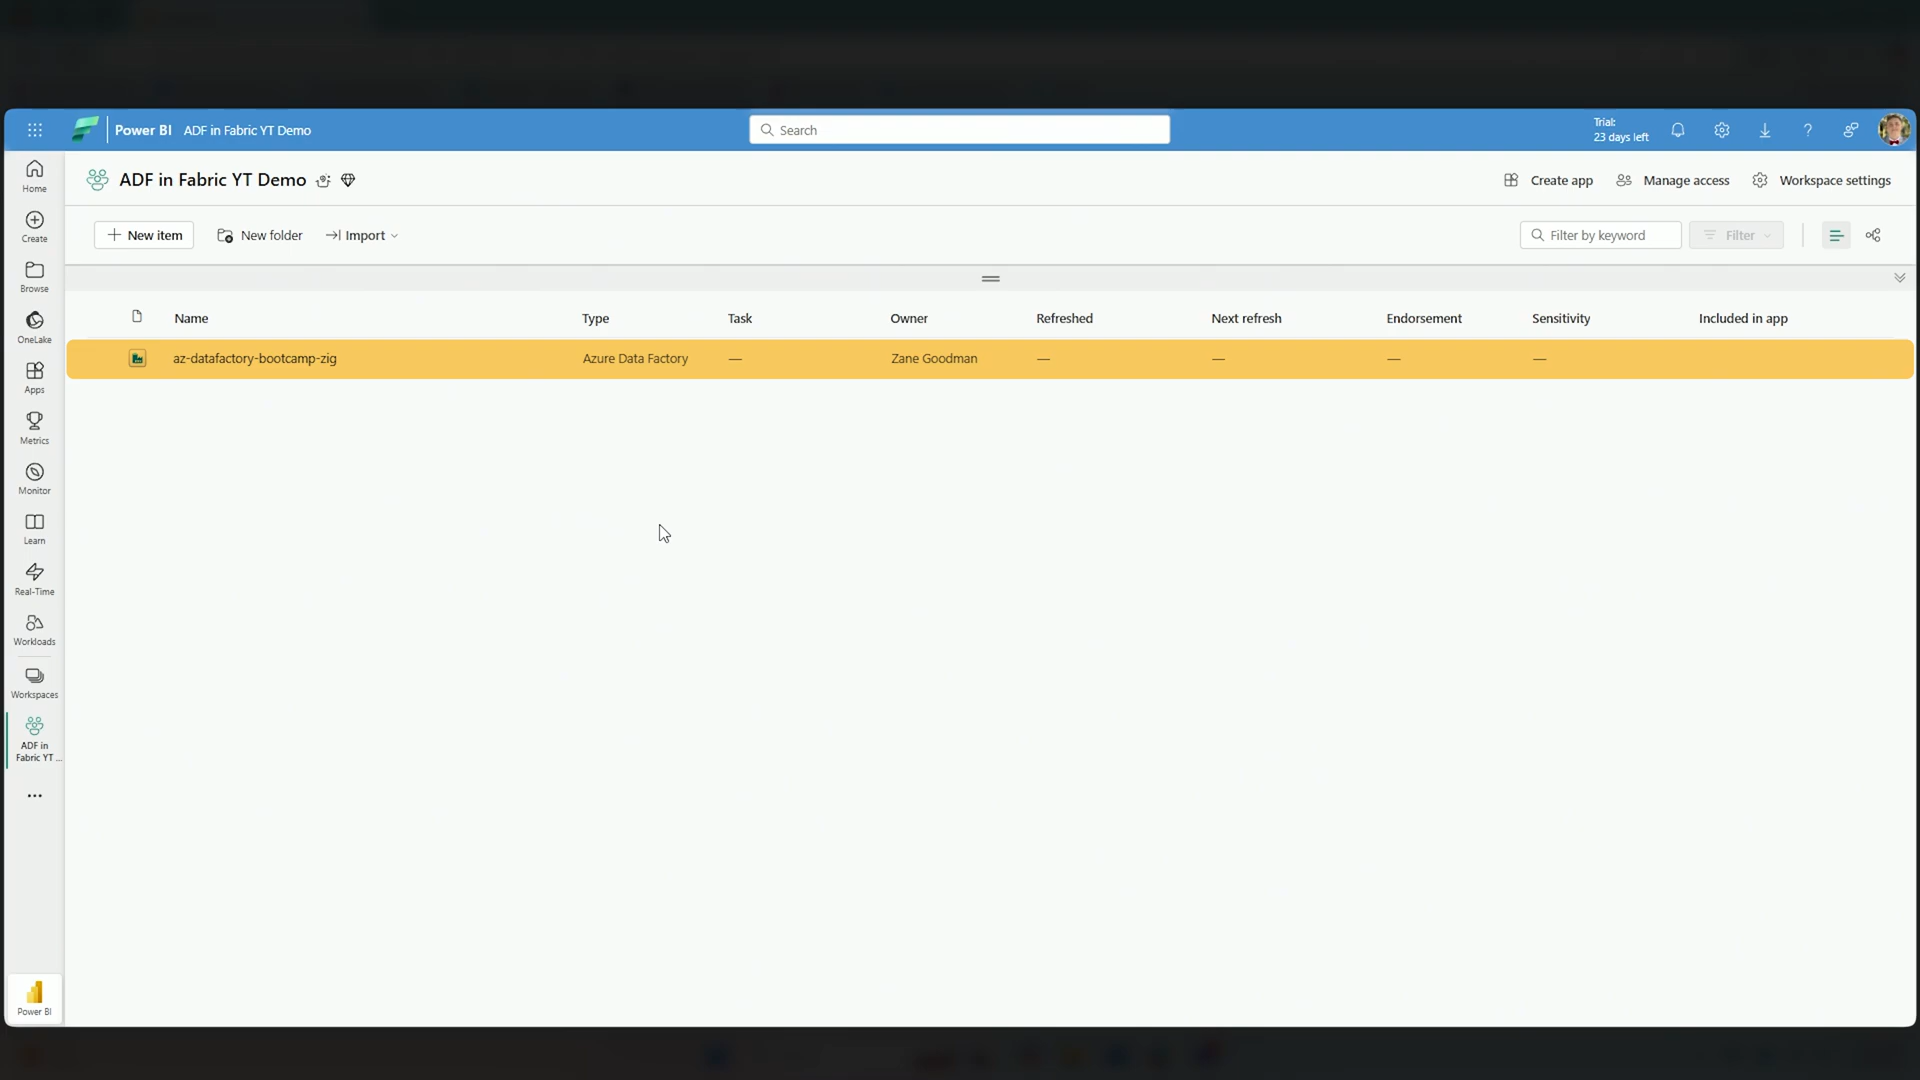 Power BI ADF in Fabric YT Demo
Search
Trial:
23 days left
Home
Create
Browse
OneLake
Apps
Metrics
Monitor
Learn
Real-Time
Workloads
Workspaces
ADF in
Fabric YT ...
Power BI
ADF in Fabric YT Demo
Create app
Manage access
Workspace settings
New item
New folder
Import
Filter by keyword
Filter
Name Type Task Owner Refreshed Next refresh Endorsement Sensitivity Included in app
az-datafactory-bootcamp-zig Azure Data Factory — Zane Goodman — — — —